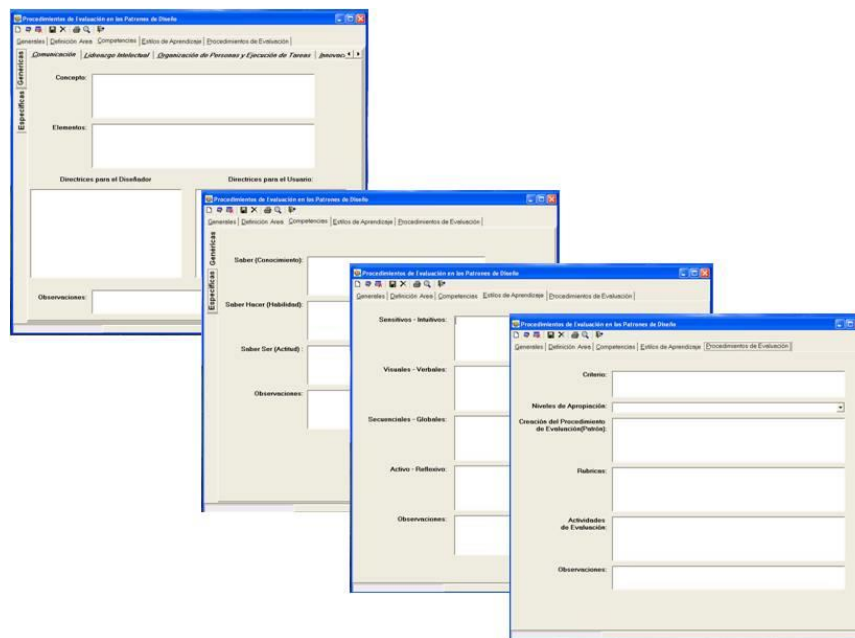 Procedimientos de Evaluación en los Patrones de Diseño
Generales Definición Area Competencias Estilos de Aprendizaje Procedimientos de Evaluación
Comunicación Liderazgo Intelectual Organización de Personas y Ejecución de Tareas Innovac
Genéricas
Específicas
Concepto:
Elementos:
Directrices para el Diseñador Directrices para el Usuario:
Observaciones:
Procedimientos de Evaluación en los Patrones de Diseño
Generales Definición Area Competencias Estilos de Aprendizaje Procedimientos de Evaluación
Genéricas
Específicas
Saber (Conocimiento):
Saber Hacer (Habilidad):
Saber Ser (Actitud) :
Observaciones:
Procedimientos de Evaluación en los Patrones de Diseño
Generales Definición Area Competencias Estilos de Aprendizaje Procedimientos de Evaluación
Sensitivos - Intuitivos:
Visuales - Verbales:
Secuenciales - Globales:
Activo - Reflexivo:
Observaciones:
Procedimientos de Evaluación en los Patrones de Diseño
Generales Definición Area Competencias Estilos de Aprendizaje Procedimientos de Evaluación
Criterio:
Niveles de Apropiación:
Creación del Procedimiento
de Evaluación(Patrón):
Rubricas:
Actividades
de Evaluación:
Observaciones: